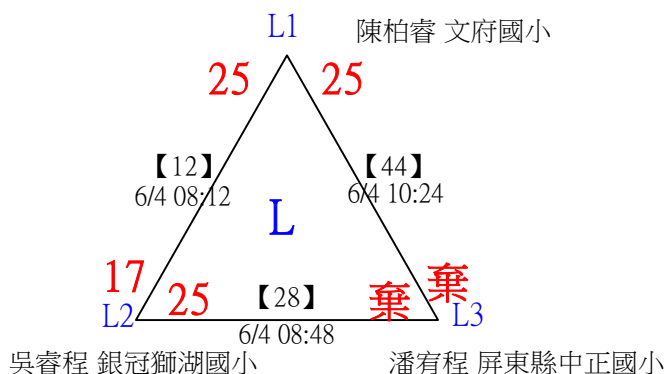 L1
陳柏睿 文府國小
25 25
【12】
6/4 08:12
【44】
6/4 10:24
L
17
25
【28】
棄
棄
L2
L3
6/4 08:48
吳睿程 銀冠獅湖國小
潘宥程 屏東縣中正國小